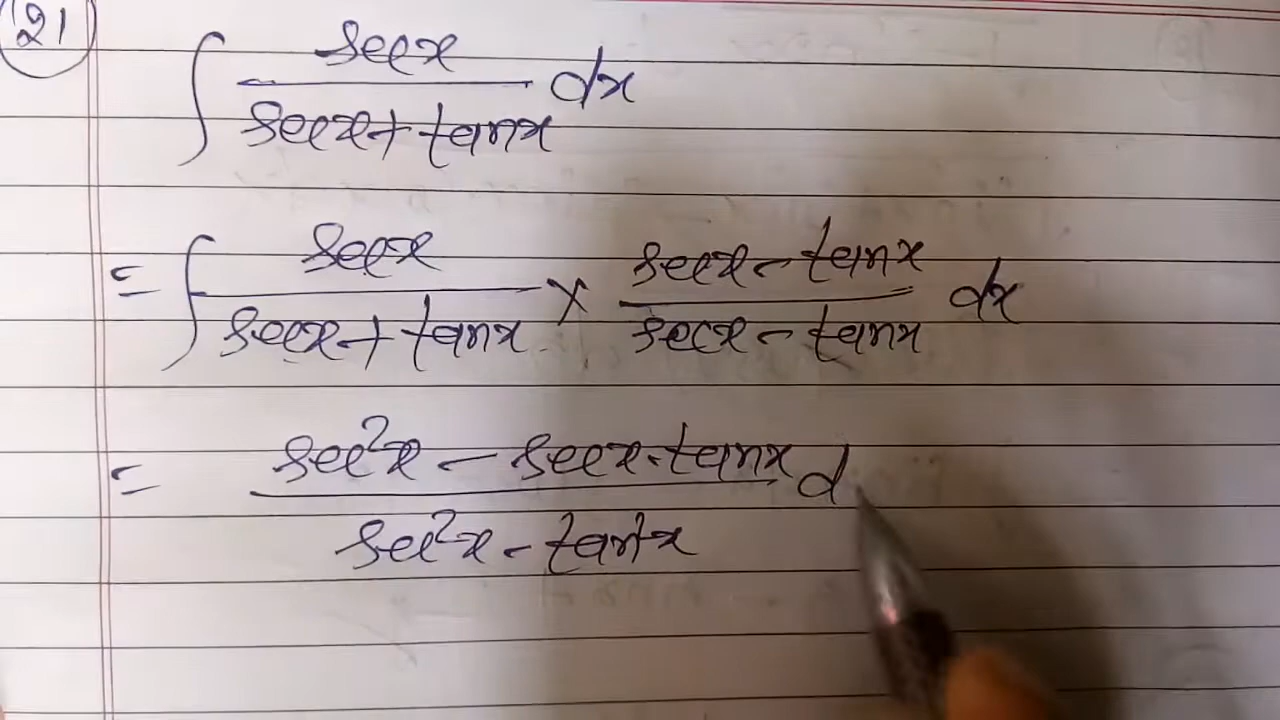 21
∫ secx / secx + tanx dx
= ∫ secx / secx + tanx × secx - tanx / secx - tanx dx
= sec²x - secx·tanx / sec²x - tan²x d